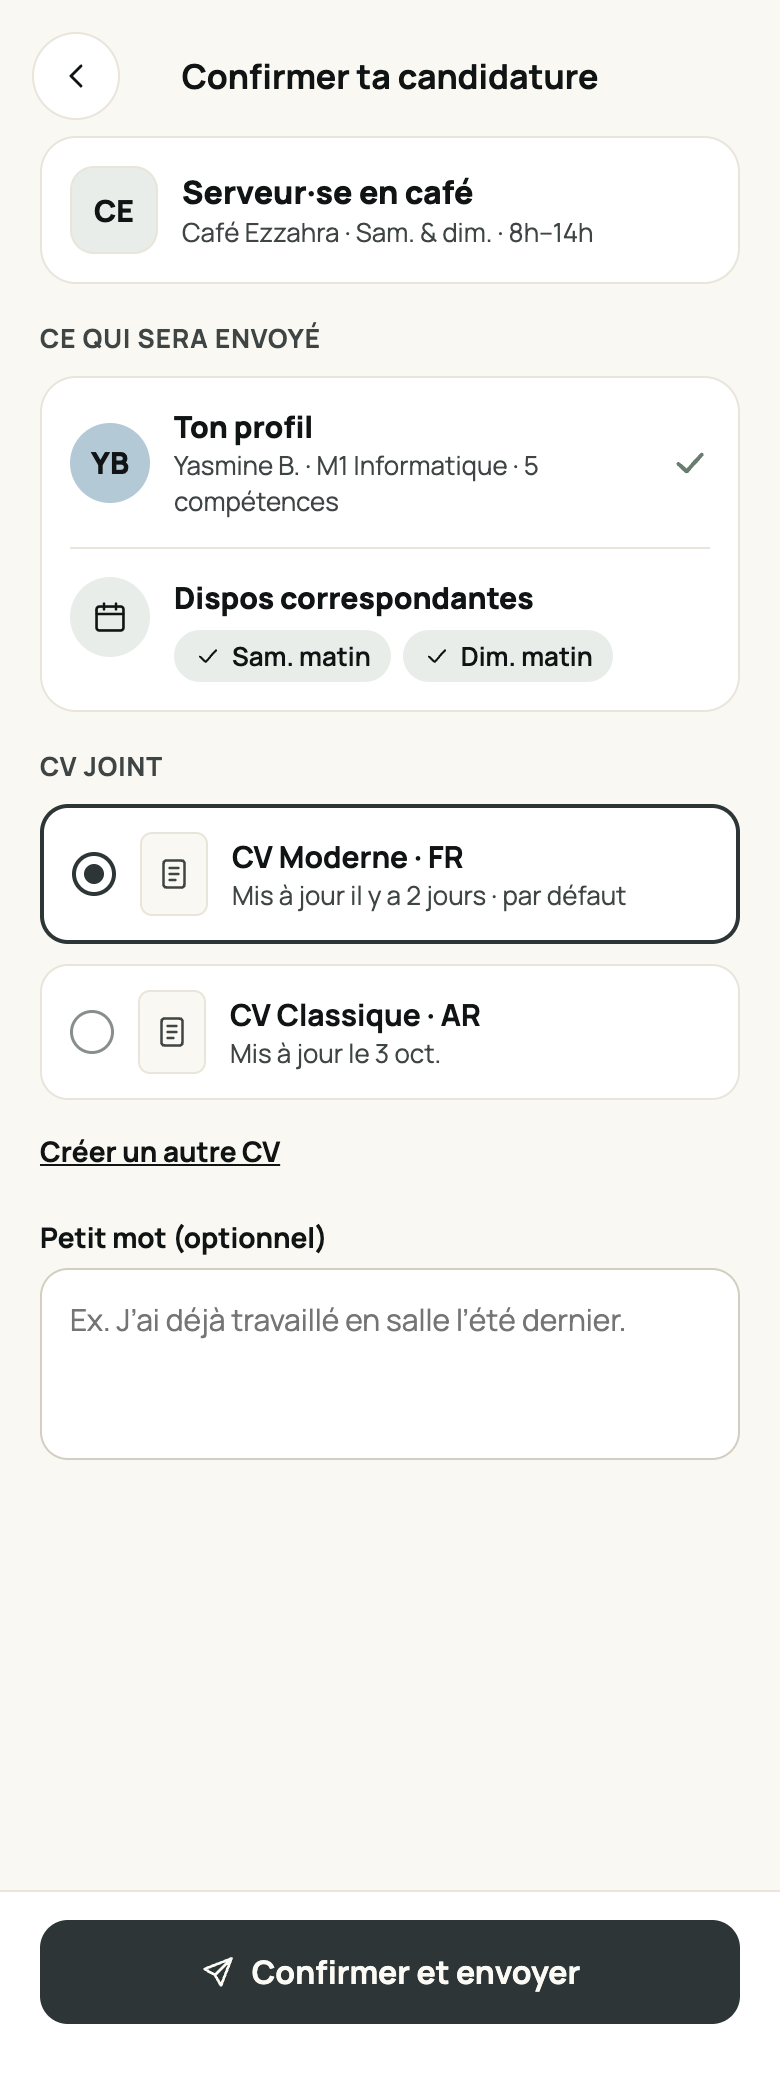 Confirmer ta candidature
CE
Serveur·se en café
Café Ezzahra · Sam. & dim. · 8h–14h
CE QUI SERA ENVOYÉ
YB
Ton profil
Yasmine B. · M1 Informatique · 5
compétences
Dispos correspondantes
Sam. matin
Dim. matin
CV JOINT
CV Moderne · FR
Mis à jour il y a 2 jours · par défaut
CV Classique · AR
Mis à jour le 3 oct.
Créer un autre CV
Petit mot (optionnel)
Ex. J’ai déjà travaillé en salle l’été dernier.
Confirmer et envoyer